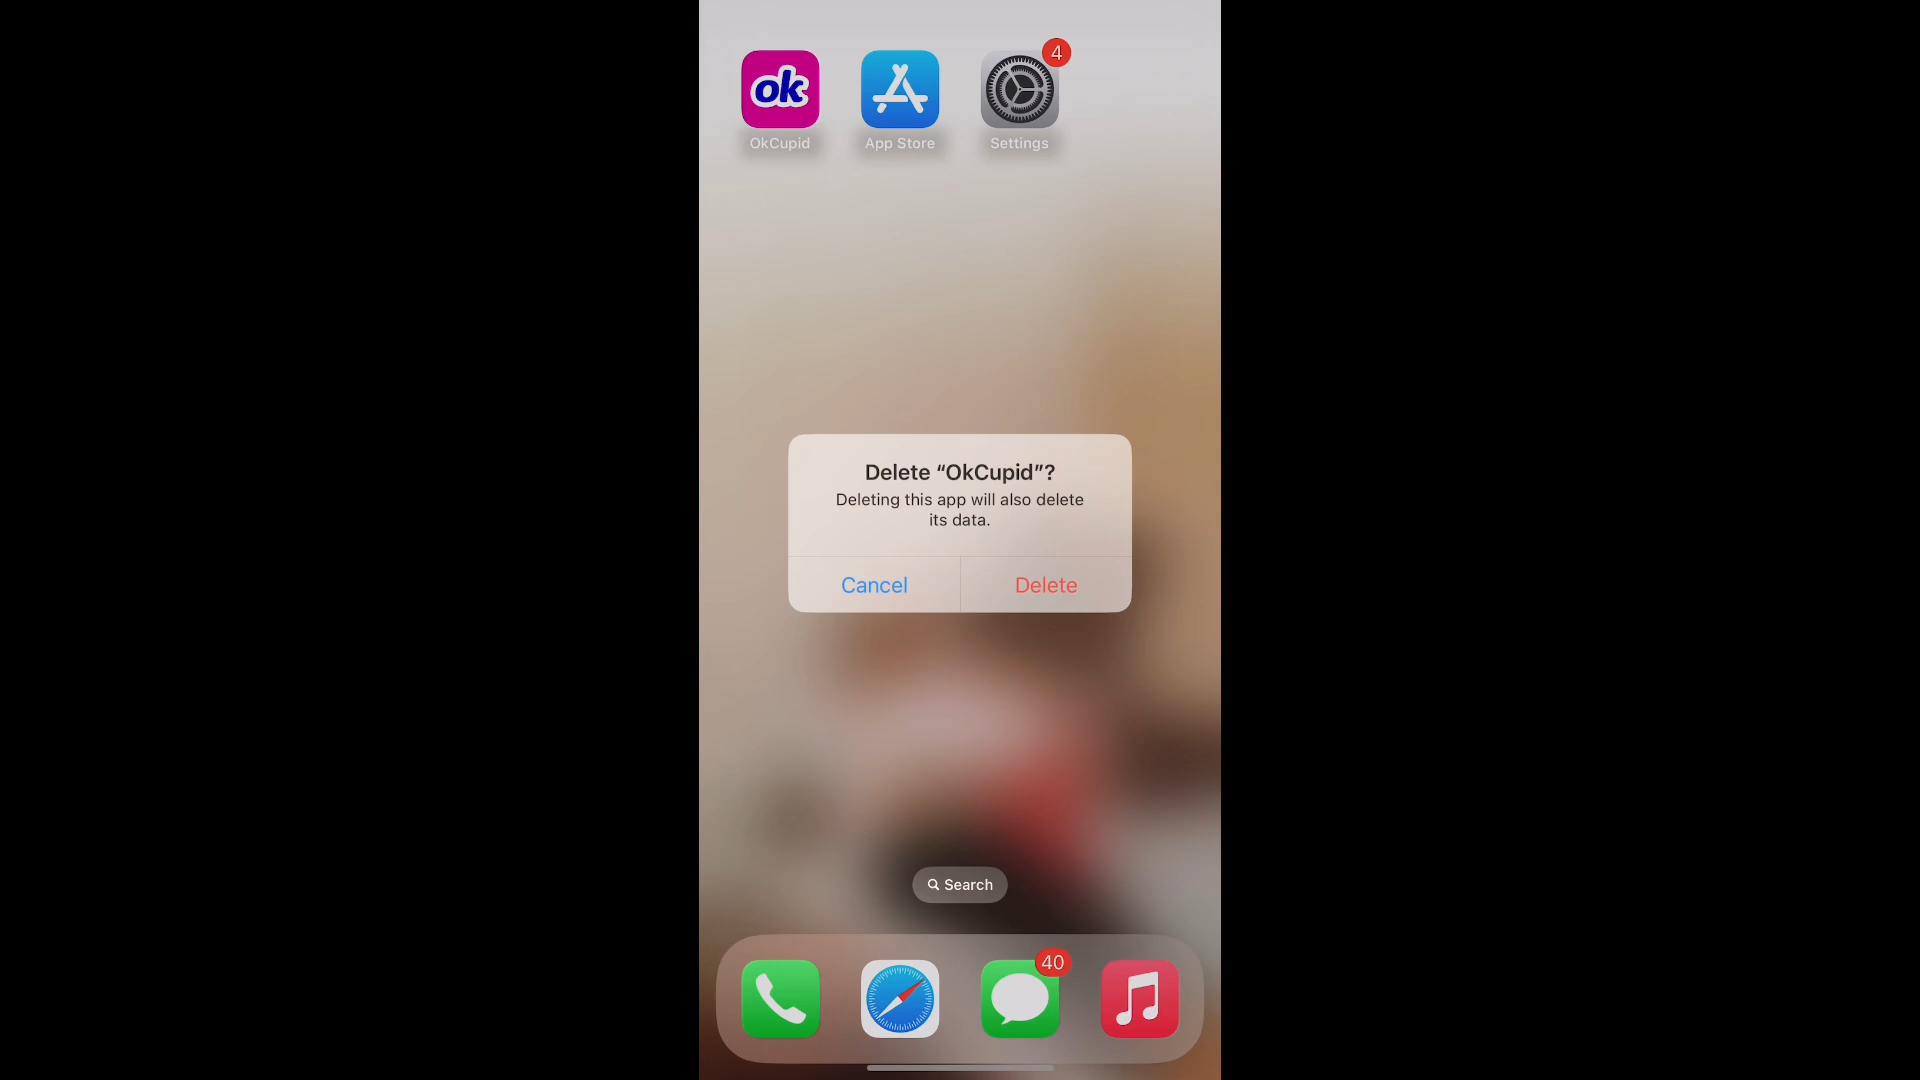 4
ok
OkCupid
App Store
Settings
Delete “OkCupid”?
Deleting this app will also delete
its data.
Cancel
Delete
Search
40